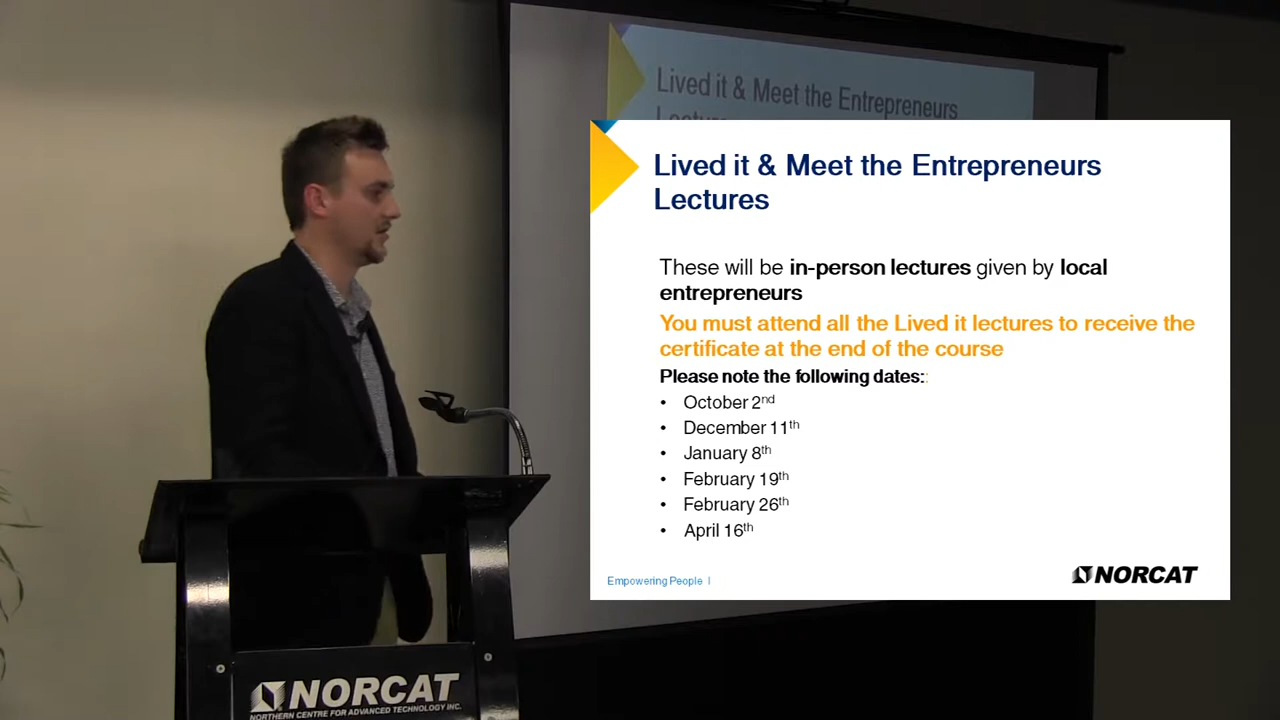 Lived it & Meet the Entrepreneurs
Lectures
Lived it & Meet the Entrepreneurs
Lectures
These will be in-person lectures given by local
entrepreneurs
You must attend all the Lived it lectures to receive the
certificate at the end of the course
Please note the following dates::
• October 2nd
• December 11th
• January 8th
• February 19th
• February 26th
• April 16th
Empowering People |
NORCAT
NORCAT
NORTHERN CENTRE FOR ADVANCED TECHNOLOGY INC.